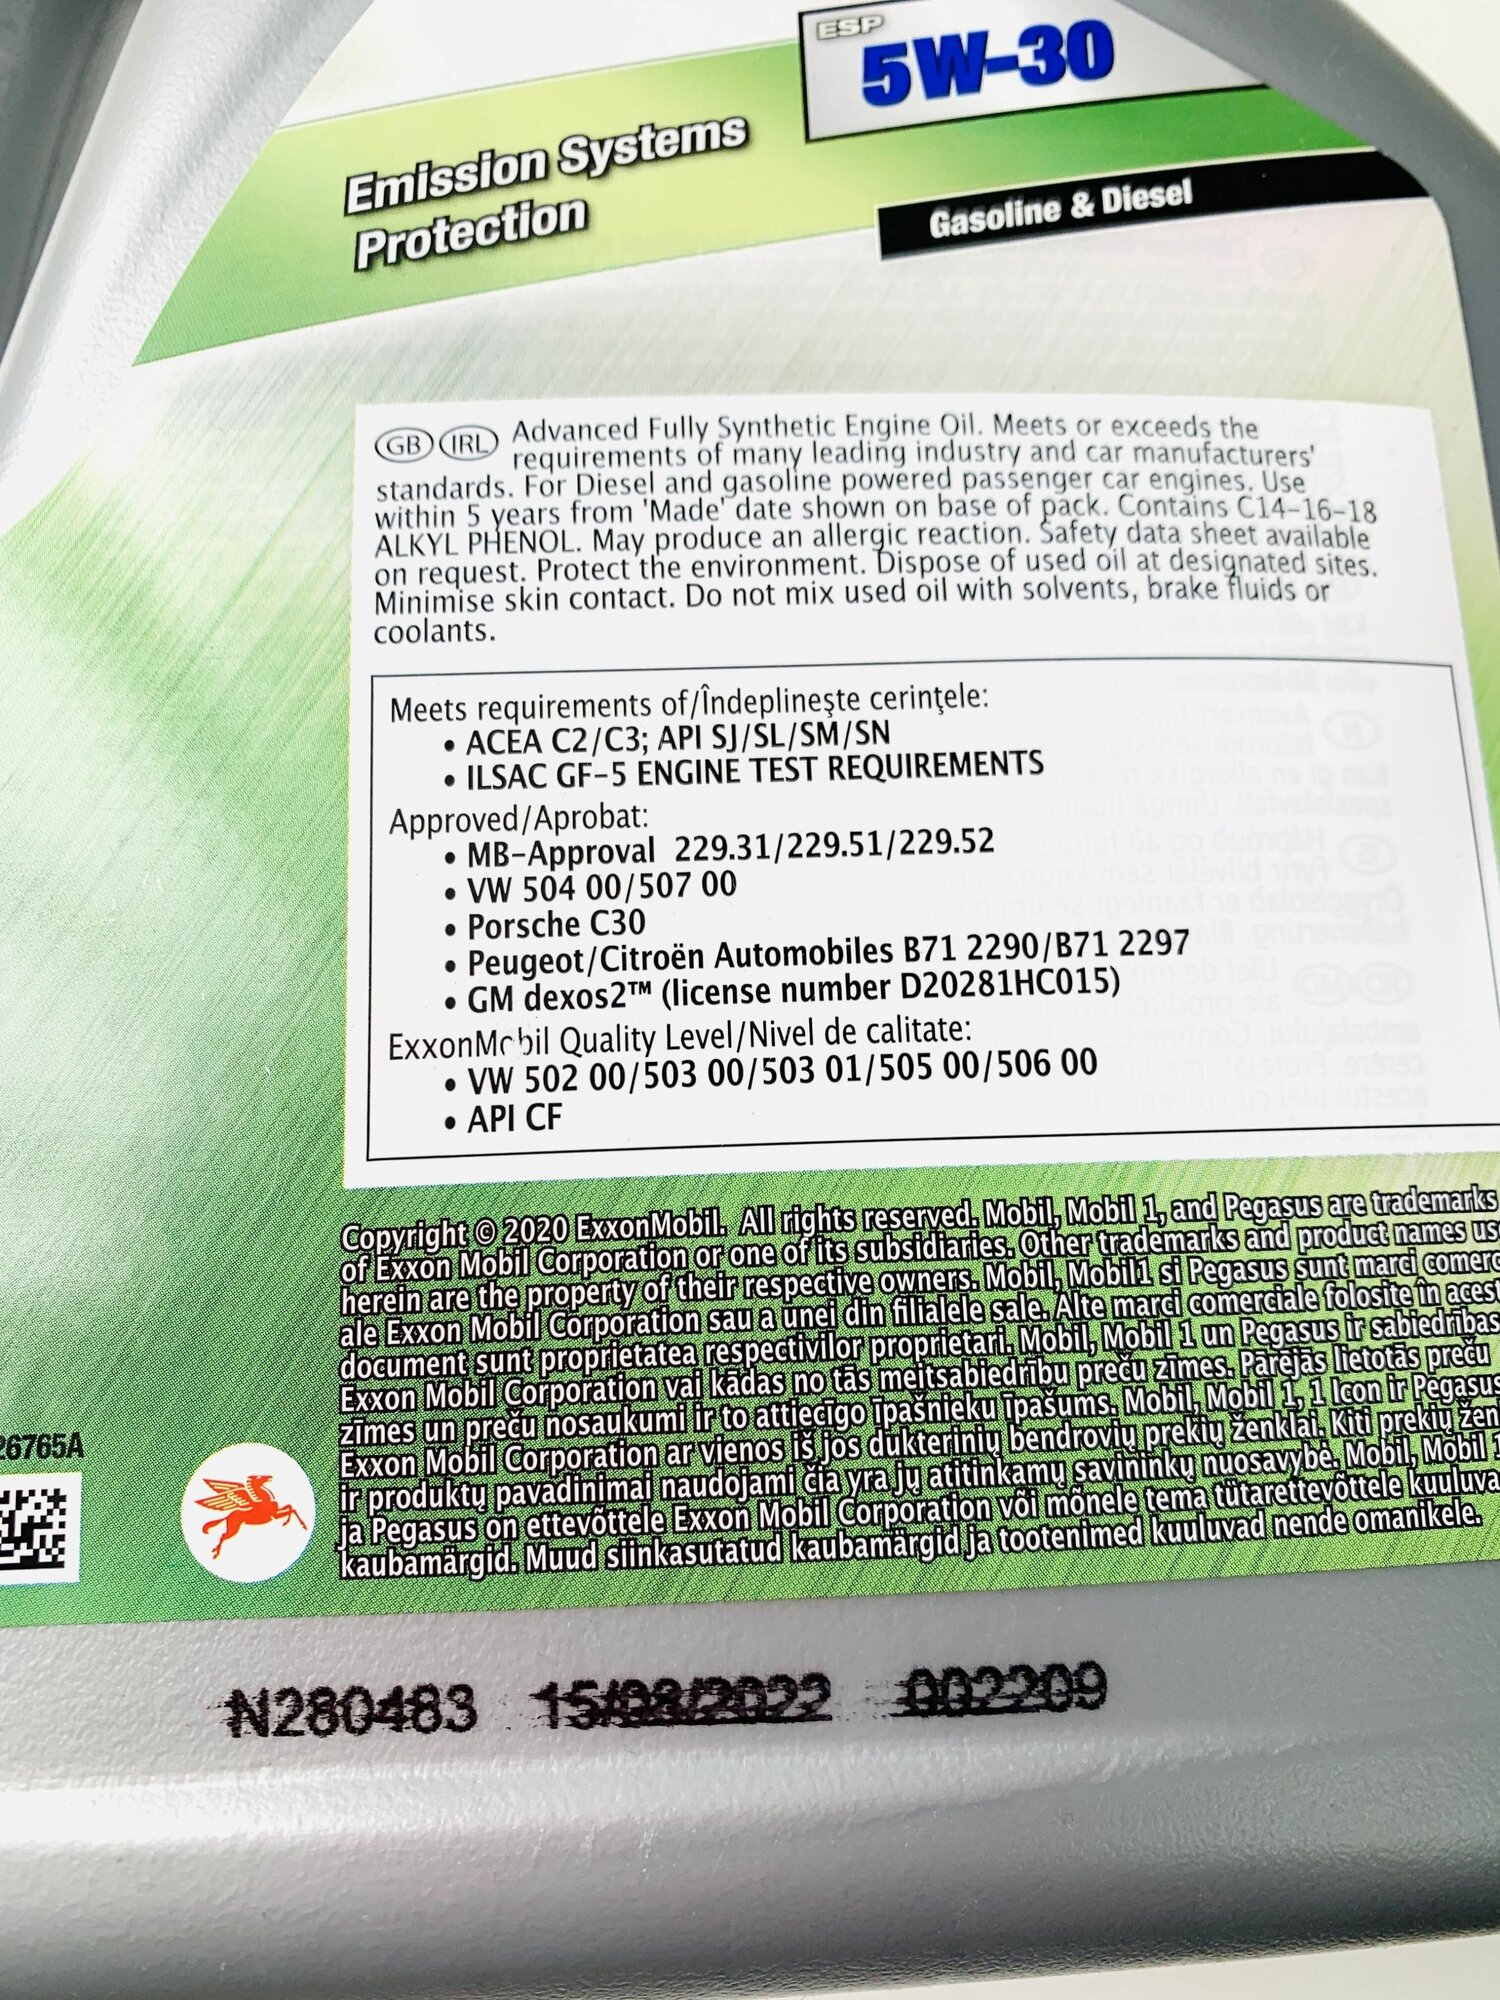 ESP
5W-30
Emission Systems
Protection
Gasoline & Diesel
GB IRL Advanced Fully Synthetic Engine Oil. Meets or exceeds the
requirements of many leading industry and car manufacturers'
standards. For Diesel and gasoline powered passenger car engines. Use
within 5 years from 'Made' date shown on base of pack. Contains C14-16-18
ALKYL PHENOL. May produce an allergic reaction. Safety data sheet available
on request. Protect the environment. Dispose of used oil at designated sites.
Minimise skin contact. Do not mix used oil with solvents, brake fluids or
coolants.
Meets requirements of/Îndeplineşte cerinţele:
• ACEA C2/C3; API SJ/SL/SM/SN
• ILSAC GF-5 ENGINE TEST REQUIREMENTS
Approved/Aprobat:
• MB-Approval 229.31/229.51/229.52
• VW 504 00/507 00
• Porsche C30
• Peugeot/Citroën Automobiles B71 2290/B71 2297
• GM dexos2™ (license number D20281HC015)
ExxonMobil Quality Level/Nivel de calitate:
• VW 502 00/503 00/503 01/505 00/506 00
• API CF
Copyright © 2020 ExxonMobil. All rights reserved. Mobil, Mobil 1, and Pegasus are trademarks
of Exxon Mobil Corporation or one of its subsidiaries. Other trademarks and product names us
herein are the property of their respective owners. Mobil, Mobil1 si Pegasus sunt marci comerc
ale Exxon Mobil Corporation sau a unei din filialele sale. Alte marci comerciale folosite în acest
document sunt proprietatea respectivilor proprietari. Mobil, Mobil 1 un Pegasus ir sabiedrības
Exxon Mobil Corporation vai kādas no tās meitsabiedrību preču zīmes. Pārējās lietotās preču
zīmes un preču nosaukumi ir to attiecīgo īpašnieku īpašums. Mobil, Mobil 1, 1 Icon ir Pegasus
Exxon Mobil Corporation ar vienos iš jos dukterinių bendrovių prekių ženklai. Kiti prekių žen
ir produktų pavadinimai naudojami čia yra jų atitinkamų savininkų nuosavybė. Mobil, Mobil 1
ja Pegasus on ettevõttele Exxon Mobil Corporation või mõnele tema tütarettevõttele kuuluva
kaubamärgid. Muud siinkasutatud kaubamärgid ja tootenimed kuuluvad nende omanikele.
26765A
N280483 15/08/2022 002209